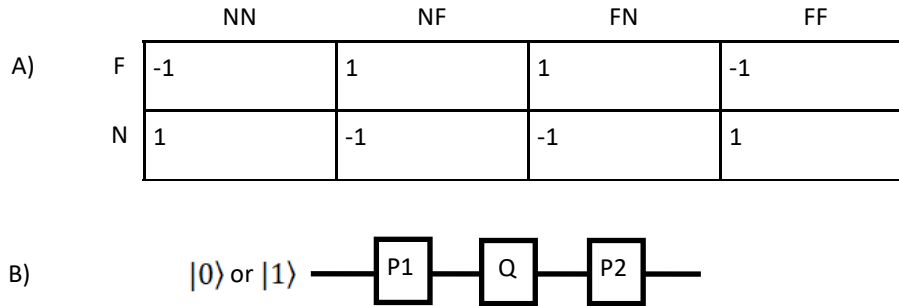 NN NF FN FF
A) F -1 1 1 -1
N 1 -1 -1 1
B) |0⟩ or |1⟩ P1 Q P2